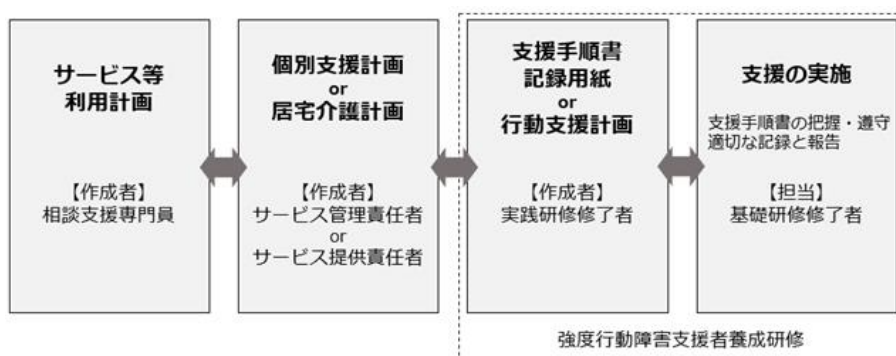 サービス等
利用計画
【作成者】
相談支援専門員
個別支援計画
or
居宅介護計画
【作成者】
サービス管理責任者
or
サービス提供責任者
支援手順書
記録用紙
or
行動支援計画
【作成者】
実践研修修了者
支援の実施
支援手順書の把握・遵守
適切な記録と報告
【担当】
基礎研修修了者
強度行動障害支援者養成研修